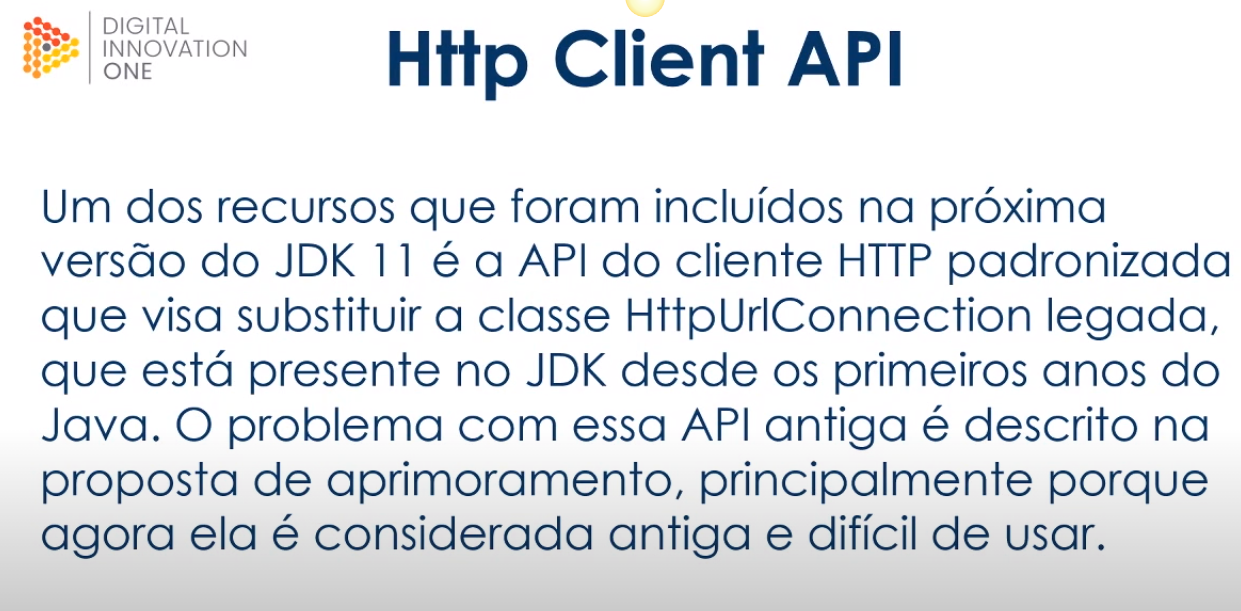 DIGITAL
INNOVATION
ONE
Http Client API
Um dos recursos que foram incluídos na próxima
versão do JDK 11 é a API do cliente HTTP padronizada
que visa substituir a classe HttpUrlConnection legada,
que está presente no JDK desde os primeiros anos do
Java. O problema com essa API antiga é descrito na
proposta de aprimoramento, principalmente porque
agora ela é considerada antiga e difícil de usar.